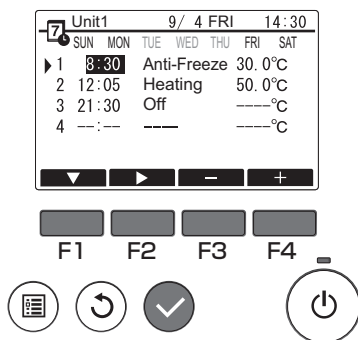 7 Unit1 9/ 4 FRI 14:30
SUN MON TUE WED THU FRI SAT
1 8:30 Anti-Freeze 30.0°C
2 12:05 Heating 50.0°C
3 21:30 Off ----°C
4 --:-- ---- ----°C
− +
F1 F2 F3 F4